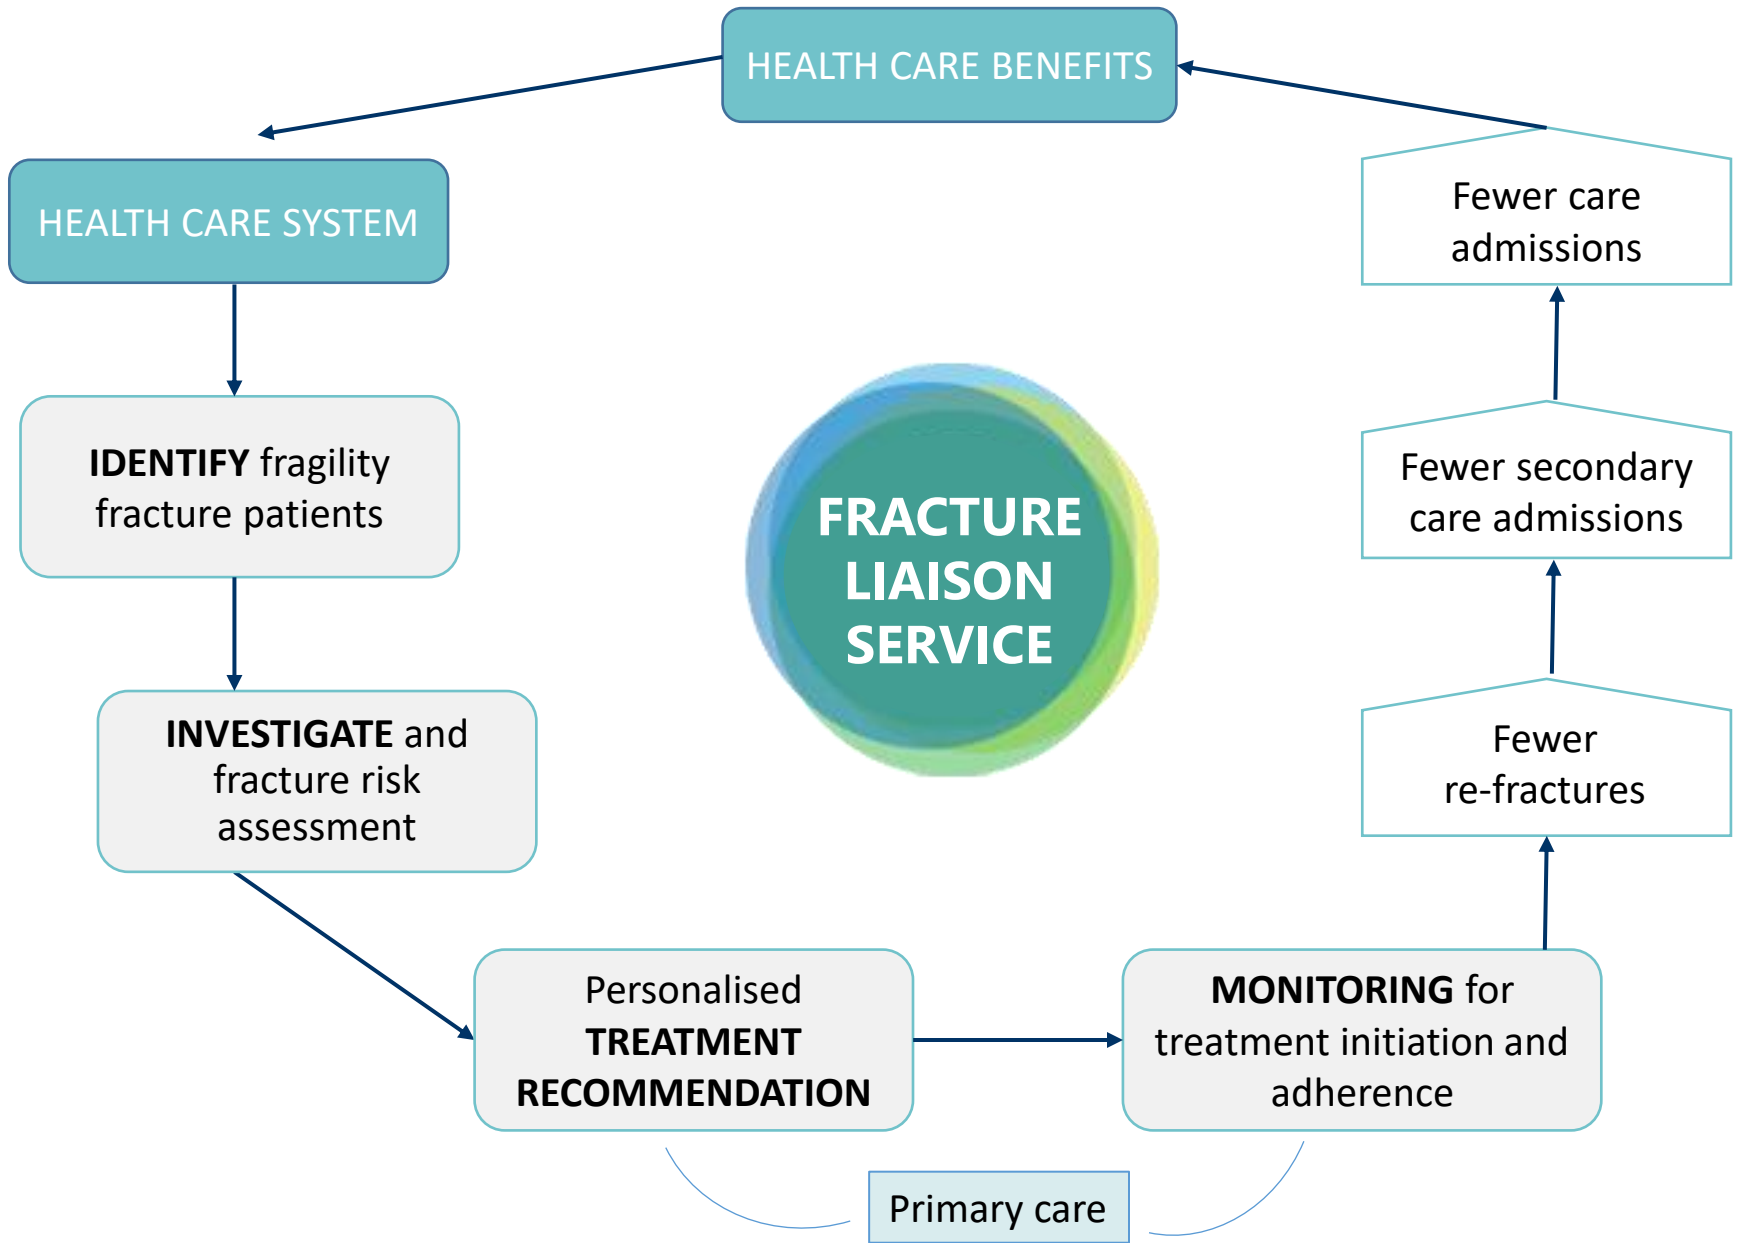 HEALTH CARE BENEFITS
HEALTH CARE SYSTEM
IDENTIFY fragility
fracture patients
INVESTIGATE and
fracture risk
assessment
Personalised
TREATMENT
RECOMMENDATION
MONITORING for
treatment initiation and
adherence
Primary care
Fewer
re-fractures
Fewer secondary
care admissions
Fewer care
admissions
FRACTURE
LIAISON
SERVICE